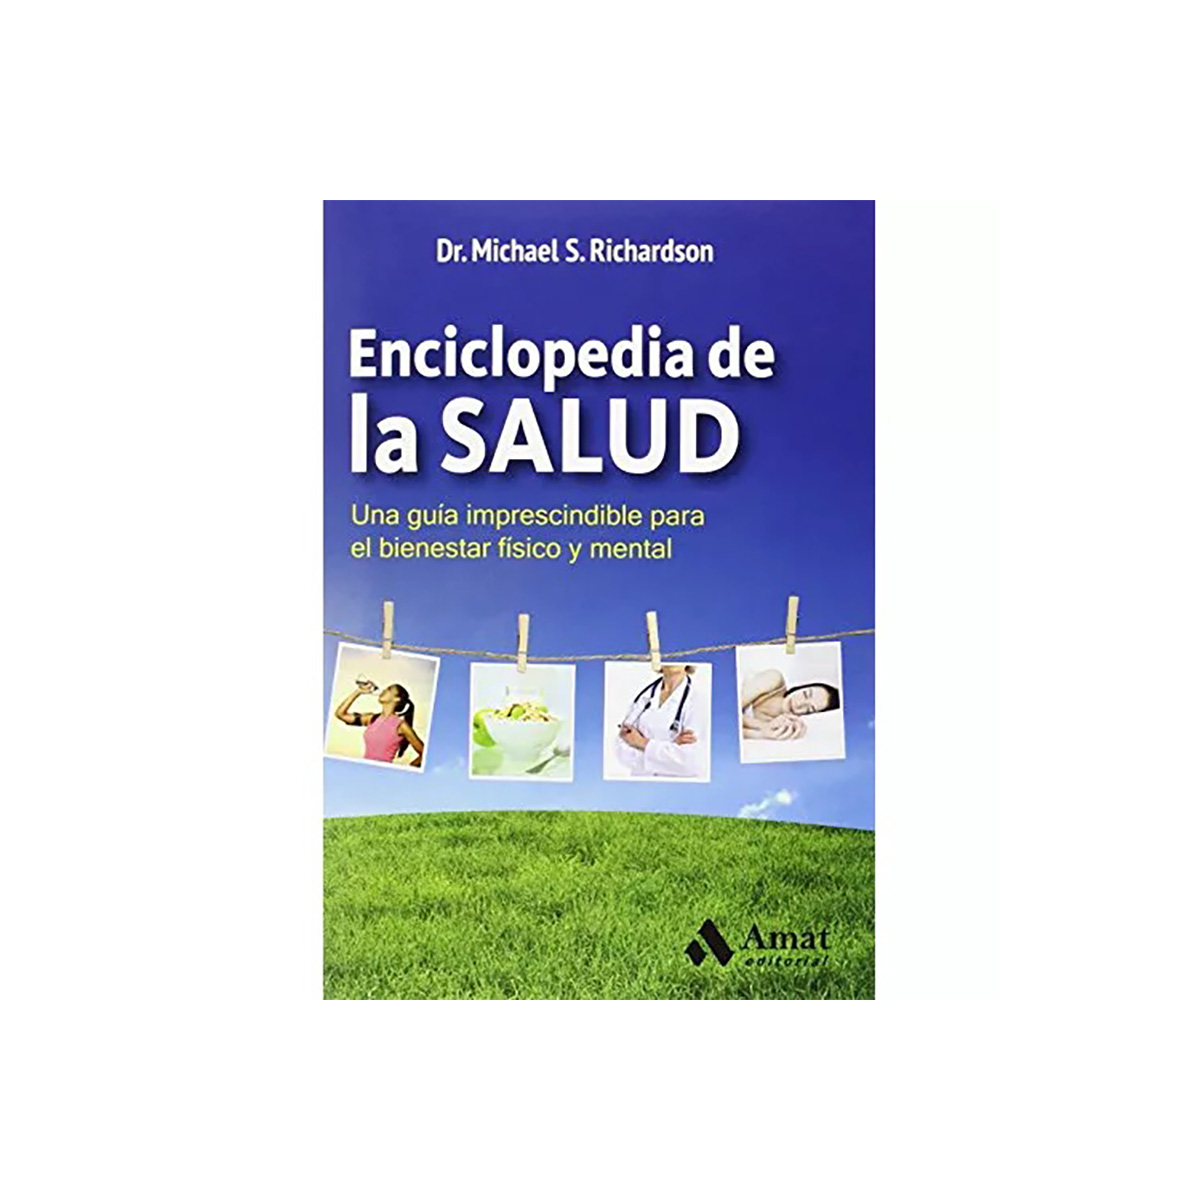 Dr. Michael S. Richardson
Enciclopedia de
la SALUD
Una guía imprescindible para
el bienestar físico y mental
Amat
editorial